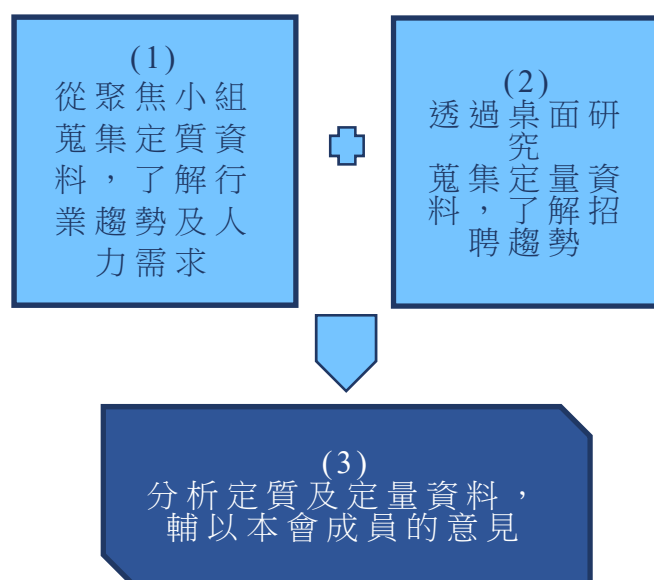 (1)
從聚焦小組
蒐集定質資
料，了解行
業趨勢及人
力需求
(2)
透過桌面研
究
蒐集定量資
料，了解招
聘趨勢
(3)
分析定質及定量資料，
輔以本會成員的意見